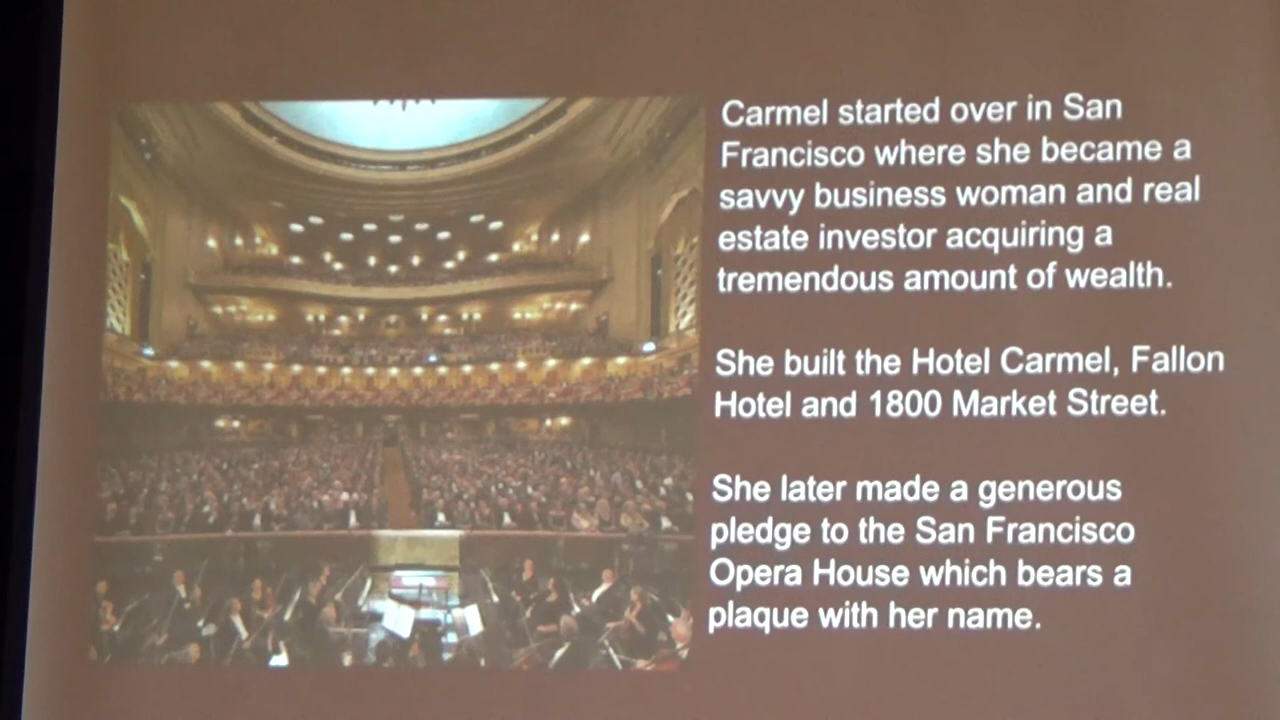 Carmel started over in San
Francisco where she became a
savvy business woman and real
estate investor acquiring a
tremendous amount of wealth.
She built the Hotel Carmel, Fallon
Hotel and 1800 Market Street.
She later made a generous
pledge to the San Francisco
Opera House which bears a
plaque with her name.